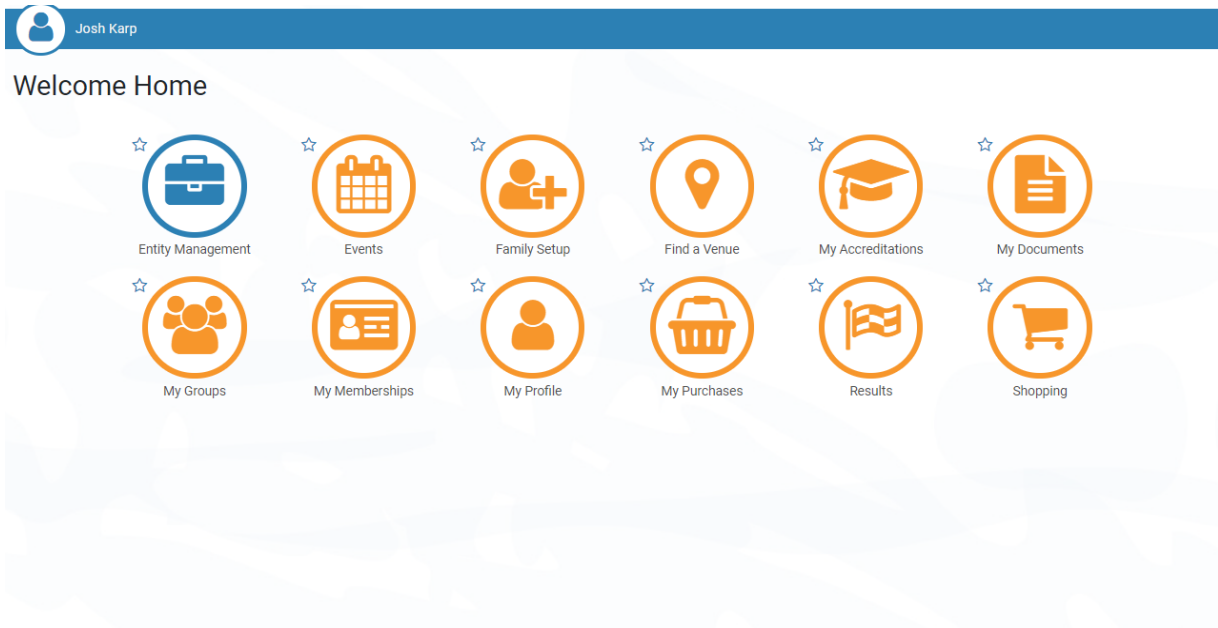 Josh Karp
Welcome Home
Entity Management
Events
Family Setup
Find a Venue
My Accreditations
My Documents
My Groups
My Memberships
My Profile
My Purchases
Results
Shopping